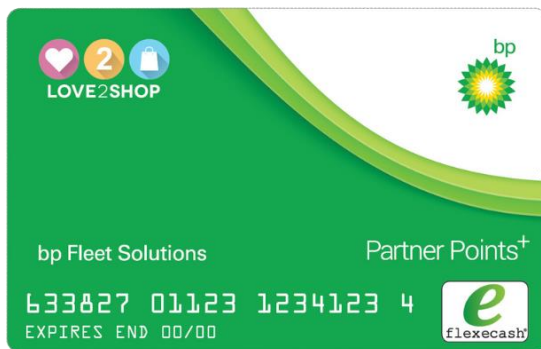 bp
2
LOVE2SHOP
bp Fleet Solutions
Partner Points+
633827 01123 1234123 4
EXPIRES END 00/00
e
flexecash®